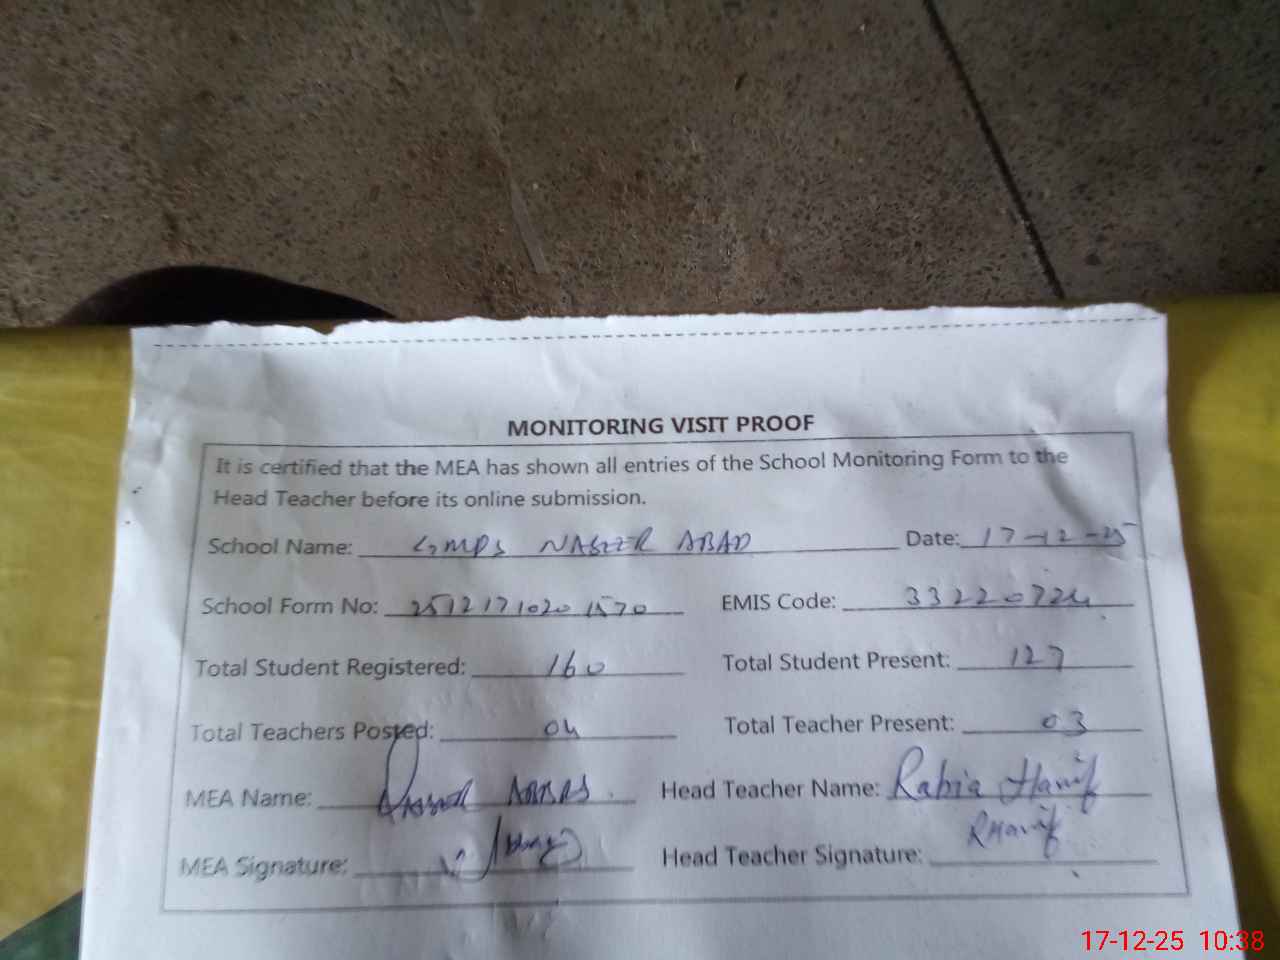 MONITORING VISIT PROOF
It is certified that the MEA has shown all entries of the School Monitoring Form to the
Head Teacher before its online submission.
School Name: GMPS NASEER ABAD Date: 17-12-25
School Form No: 25121710201570 EMIS Code: 33220724
Total Student Registered: 160 Total Student Present: 127
Total Teachers Posted: 04 Total Teacher Present: 03
MEA Name: ABBAS Head Teacher Name: Rabia Hanif
MEA Signature: Head Teacher Signature: RHanif
17-12-25 10:38